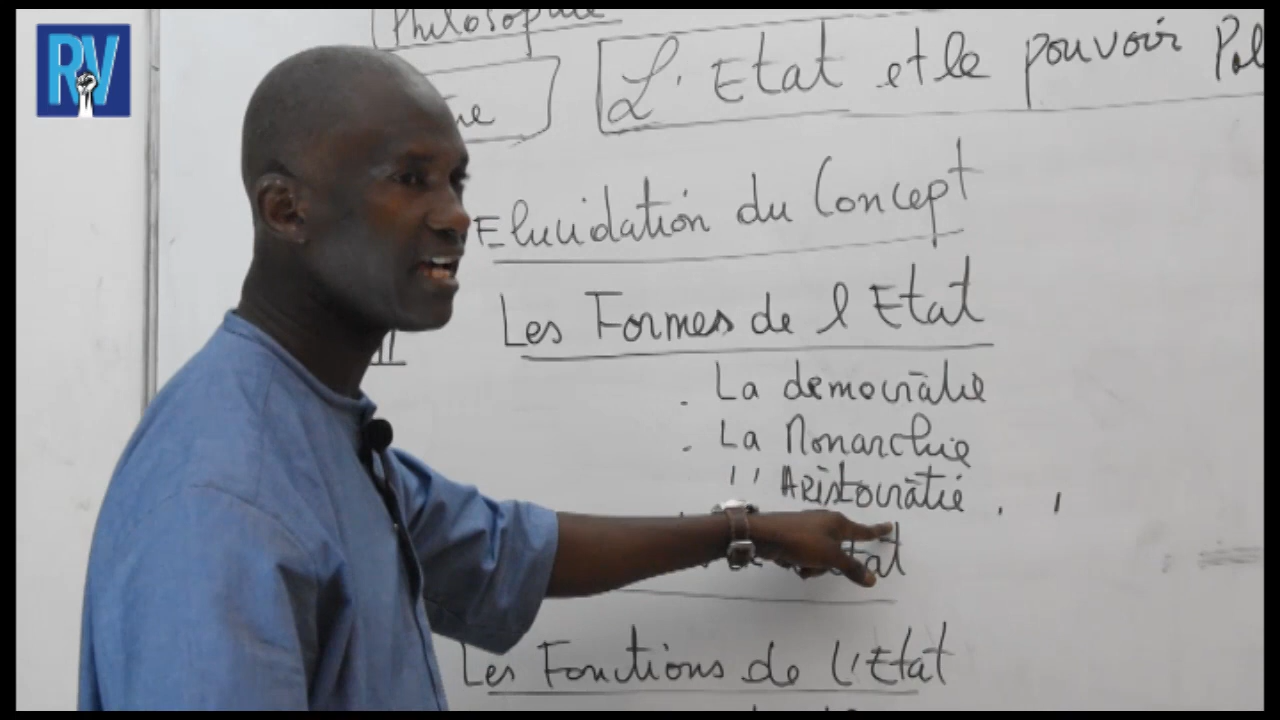 RV
Philosophie
L'Etat et le pouvoir Pol
Elucidation du Concept
Les Formes de l Etat
. La démocratie
. La Monarchie
'' Aristocratie . ,
Les Fonctions de l'Etat